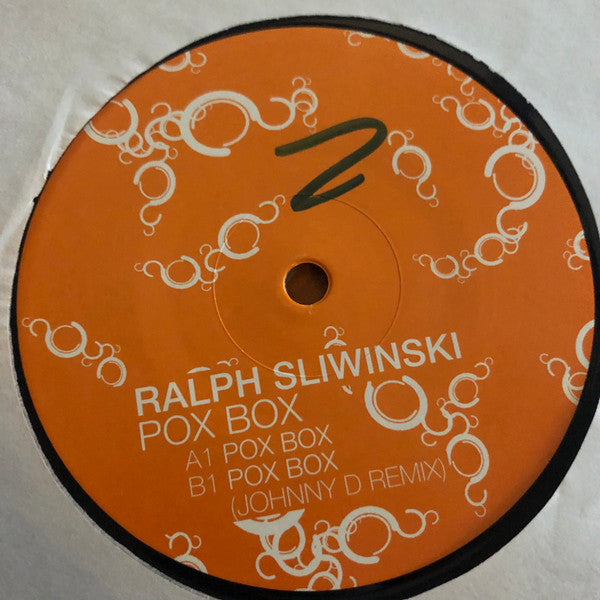 2
RALPH SLIWINSKI
POX BOX
A1 POX BOX
B1 POX BOX
(JOHNNY D REMIX)